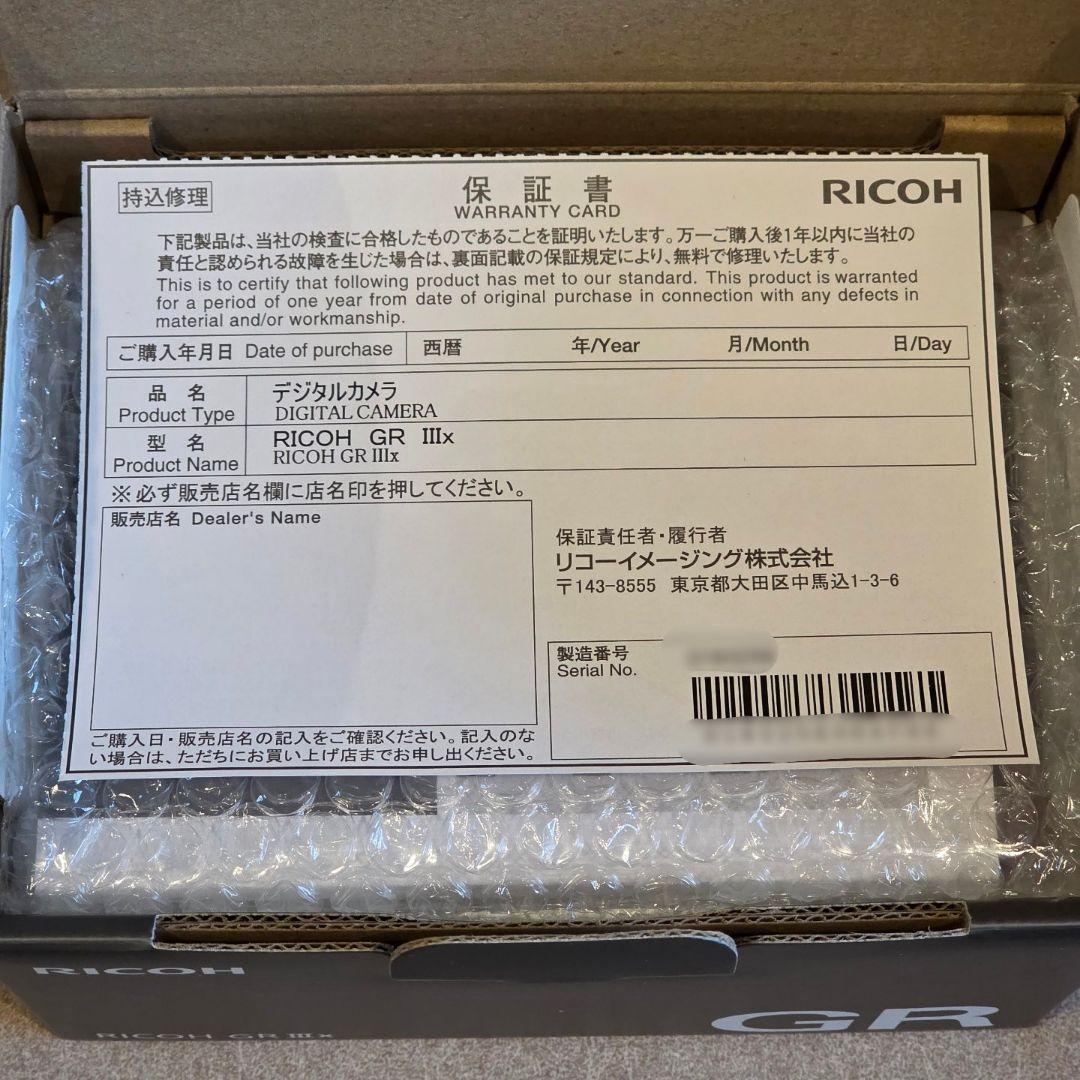 持込修理
保証書
WARRANTY CARD
RICOH
下記製品は、当社の検査に合格したものであることを証明いたします。万一ご購入後1年以内に当社の
責任と認められる故障を生じた場合は、裏面記載の保証規定により、無料で修理いたします。
This is to certify that following product has met to our standard. This product is warranted
for a period of one year from date of original purchase in connection with any defects in
material and/or workmanship.
ご購入年月日 Date of purchase 西暦 年/Year 月/Month 日/Day
品名 デジタルカメラ
Product Type DIGITAL CAMERA
型名 RICOH GR IIIx
Product Name RICOH GR IIIx
※必ず販売店名欄に店名印を押してください。
販売店名 Dealer's Name
保証責任者・履行者
リコーイメージング株式会社
〒143-8555 東京都大田区中馬込1-3-6
製造番号
Serial No.
ご購入日・販売店名の記入をご確認ください。記入のな
い場合は、ただちにお買い上げ店までお申し出ください。
RICOH
RICOH GR IIIx
GR